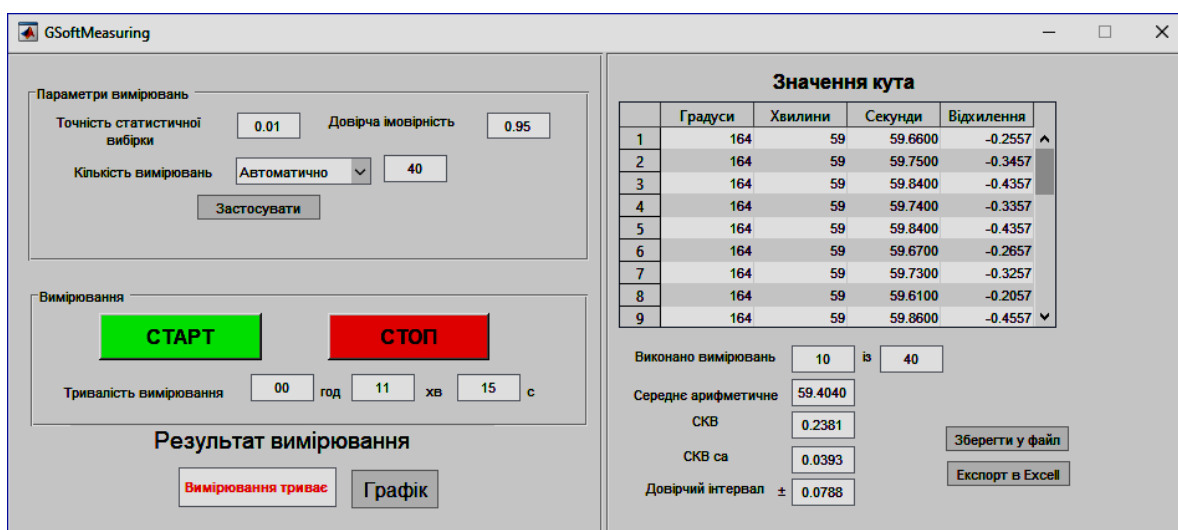 GSoftMeasuring
Параметри вимірювань
Точність статистичної
вибірки
0.01
Довірча імовірність
0.95
Кількість вимірювань
Автоматично
40
Застосувати
Вимірювання
СТАРТ
СТОП
Тривалість вимірювання
00 год 11 хв 15 с
Результат вимірювання
Вимірювання триває
Графік
Значення кута
Градуси Хвилини Секунди Відхилення
1 164 59 59.6600 -0.2557
2 164 59 59.7500 -0.3457
3 164 59 59.8400 -0.4357
4 164 59 59.7400 -0.3357
5 164 59 59.8400 -0.4357
6 164 59 59.6700 -0.2657
7 164 59 59.7300 -0.3257
8 164 59 59.6100 -0.2057
9 164 59 59.8600 -0.4557
Виконано вимірювань 10 із 40
Середнє арифметичне 59.4040
СКВ 0.2381
СКВ са 0.0393
Довірчий інтервал ± 0.0788
Зберегти у файл
Експорт в Excell